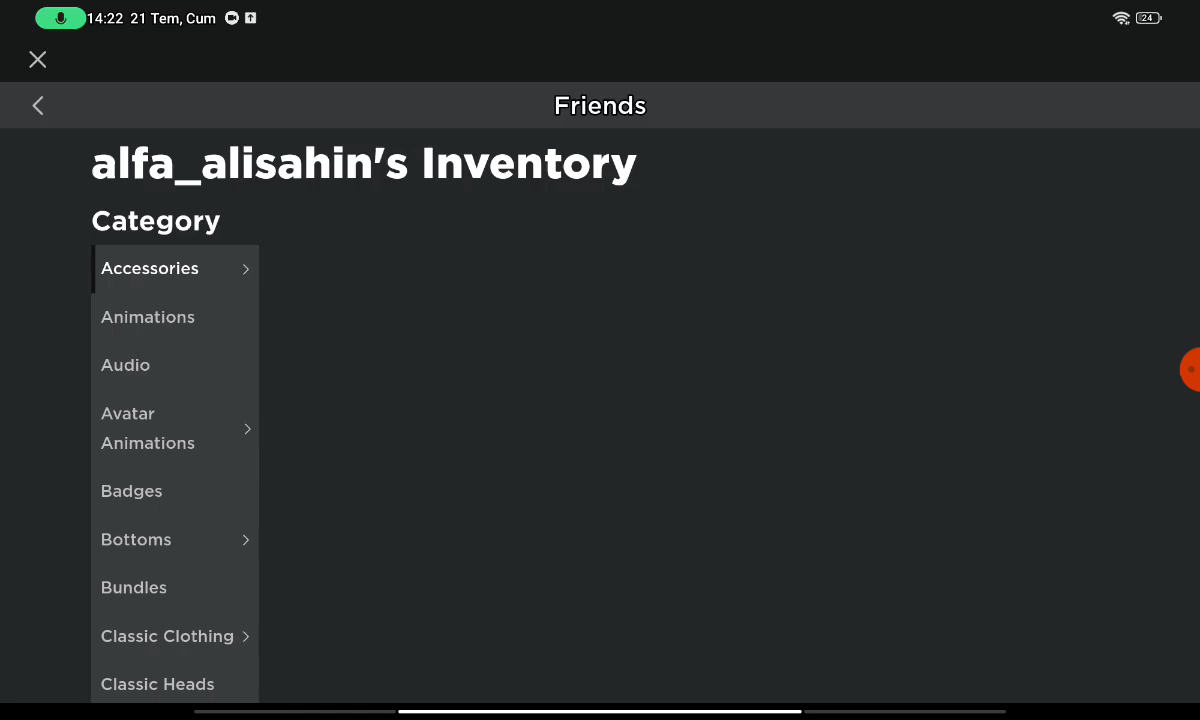 14:22 21 Tem, Cum
24
Friends
alfa_alisahin's Inventory
Category
Accessories
Animations
Audio
Avatar
Animations
Badges
Bottoms
Bundles
Classic Clothing
Classic Heads